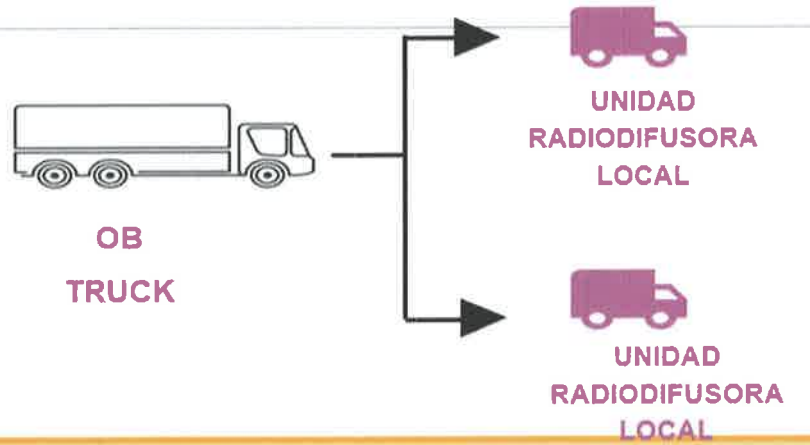 UNIDAD
RADIODIFUSORA
LOCAL
OB
TRUCK
UNIDAD
RADIODIFUSORA
LOCAL